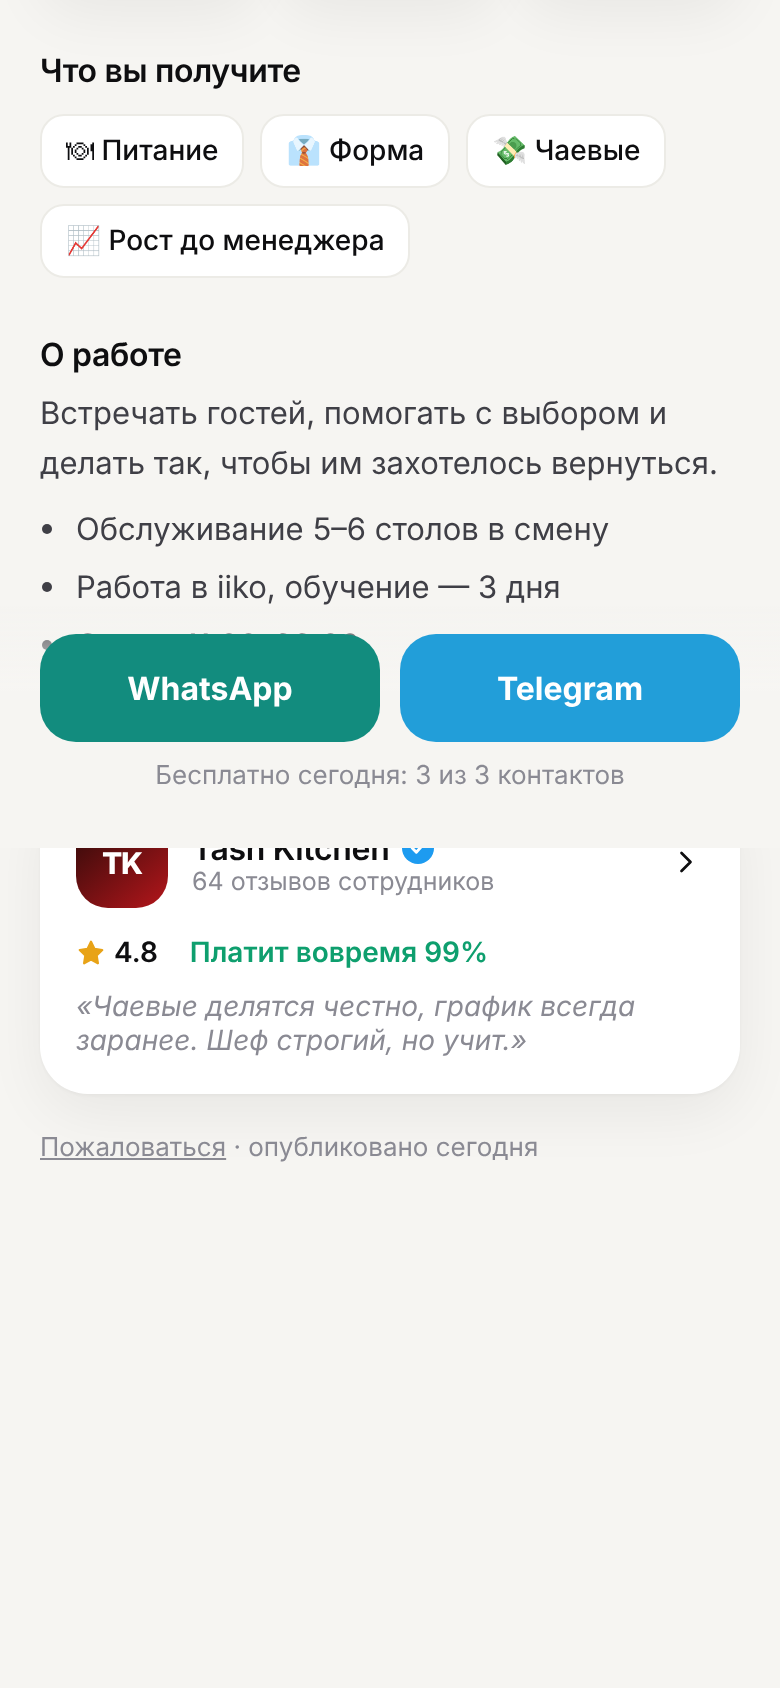 Что вы получите
🍽 Питание
👔 Форма
💸 Чаевые
📈 Рост до менеджера
О работе
Встречать гостей, помогать с выбором и
делать так, чтобы им захотелось вернуться.
• Обслуживание 5–6 столов в смену
• Работа в iiko, обучение — 3 дня
WhatsApp
Telegram
Бесплатно сегодня: 3 из 3 контактов
TK
Tash Kitchen
64 отзывов сотрудников
4.8
Платит вовремя 99%
«Чаевые делятся честно, график всегда
заранее. Шеф строгий, но учит.»
Пожаловаться · опубликовано сегодня